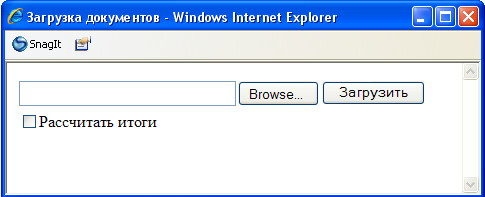 Загрузка документов - Windows Internet Explorer
SnagIt
Browse... Загрузить
Рассчитать итоги